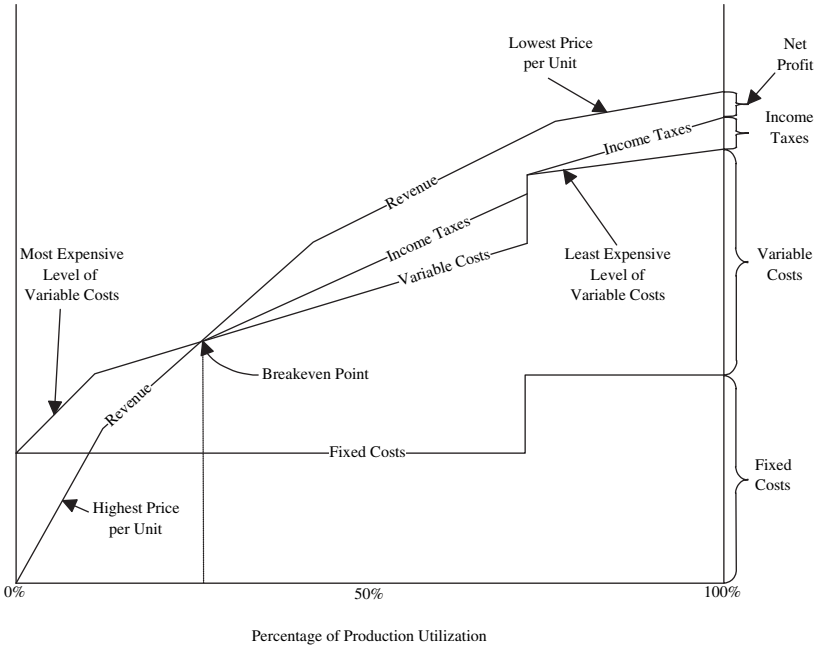 Lowest Price
per Unit
Net
Profit
Income
Taxes
Income Taxes
Revenue
Income Taxes
Variable Costs
Most Expensive
Level of
Variable Costs
Least Expensive
Level of
Variable Costs
Variable
Costs
Breakeven Point
Revenue
Fixed Costs
Fixed
Costs
Highest Price
per Unit
0%
50%
100%
Percentage of Production Utilization